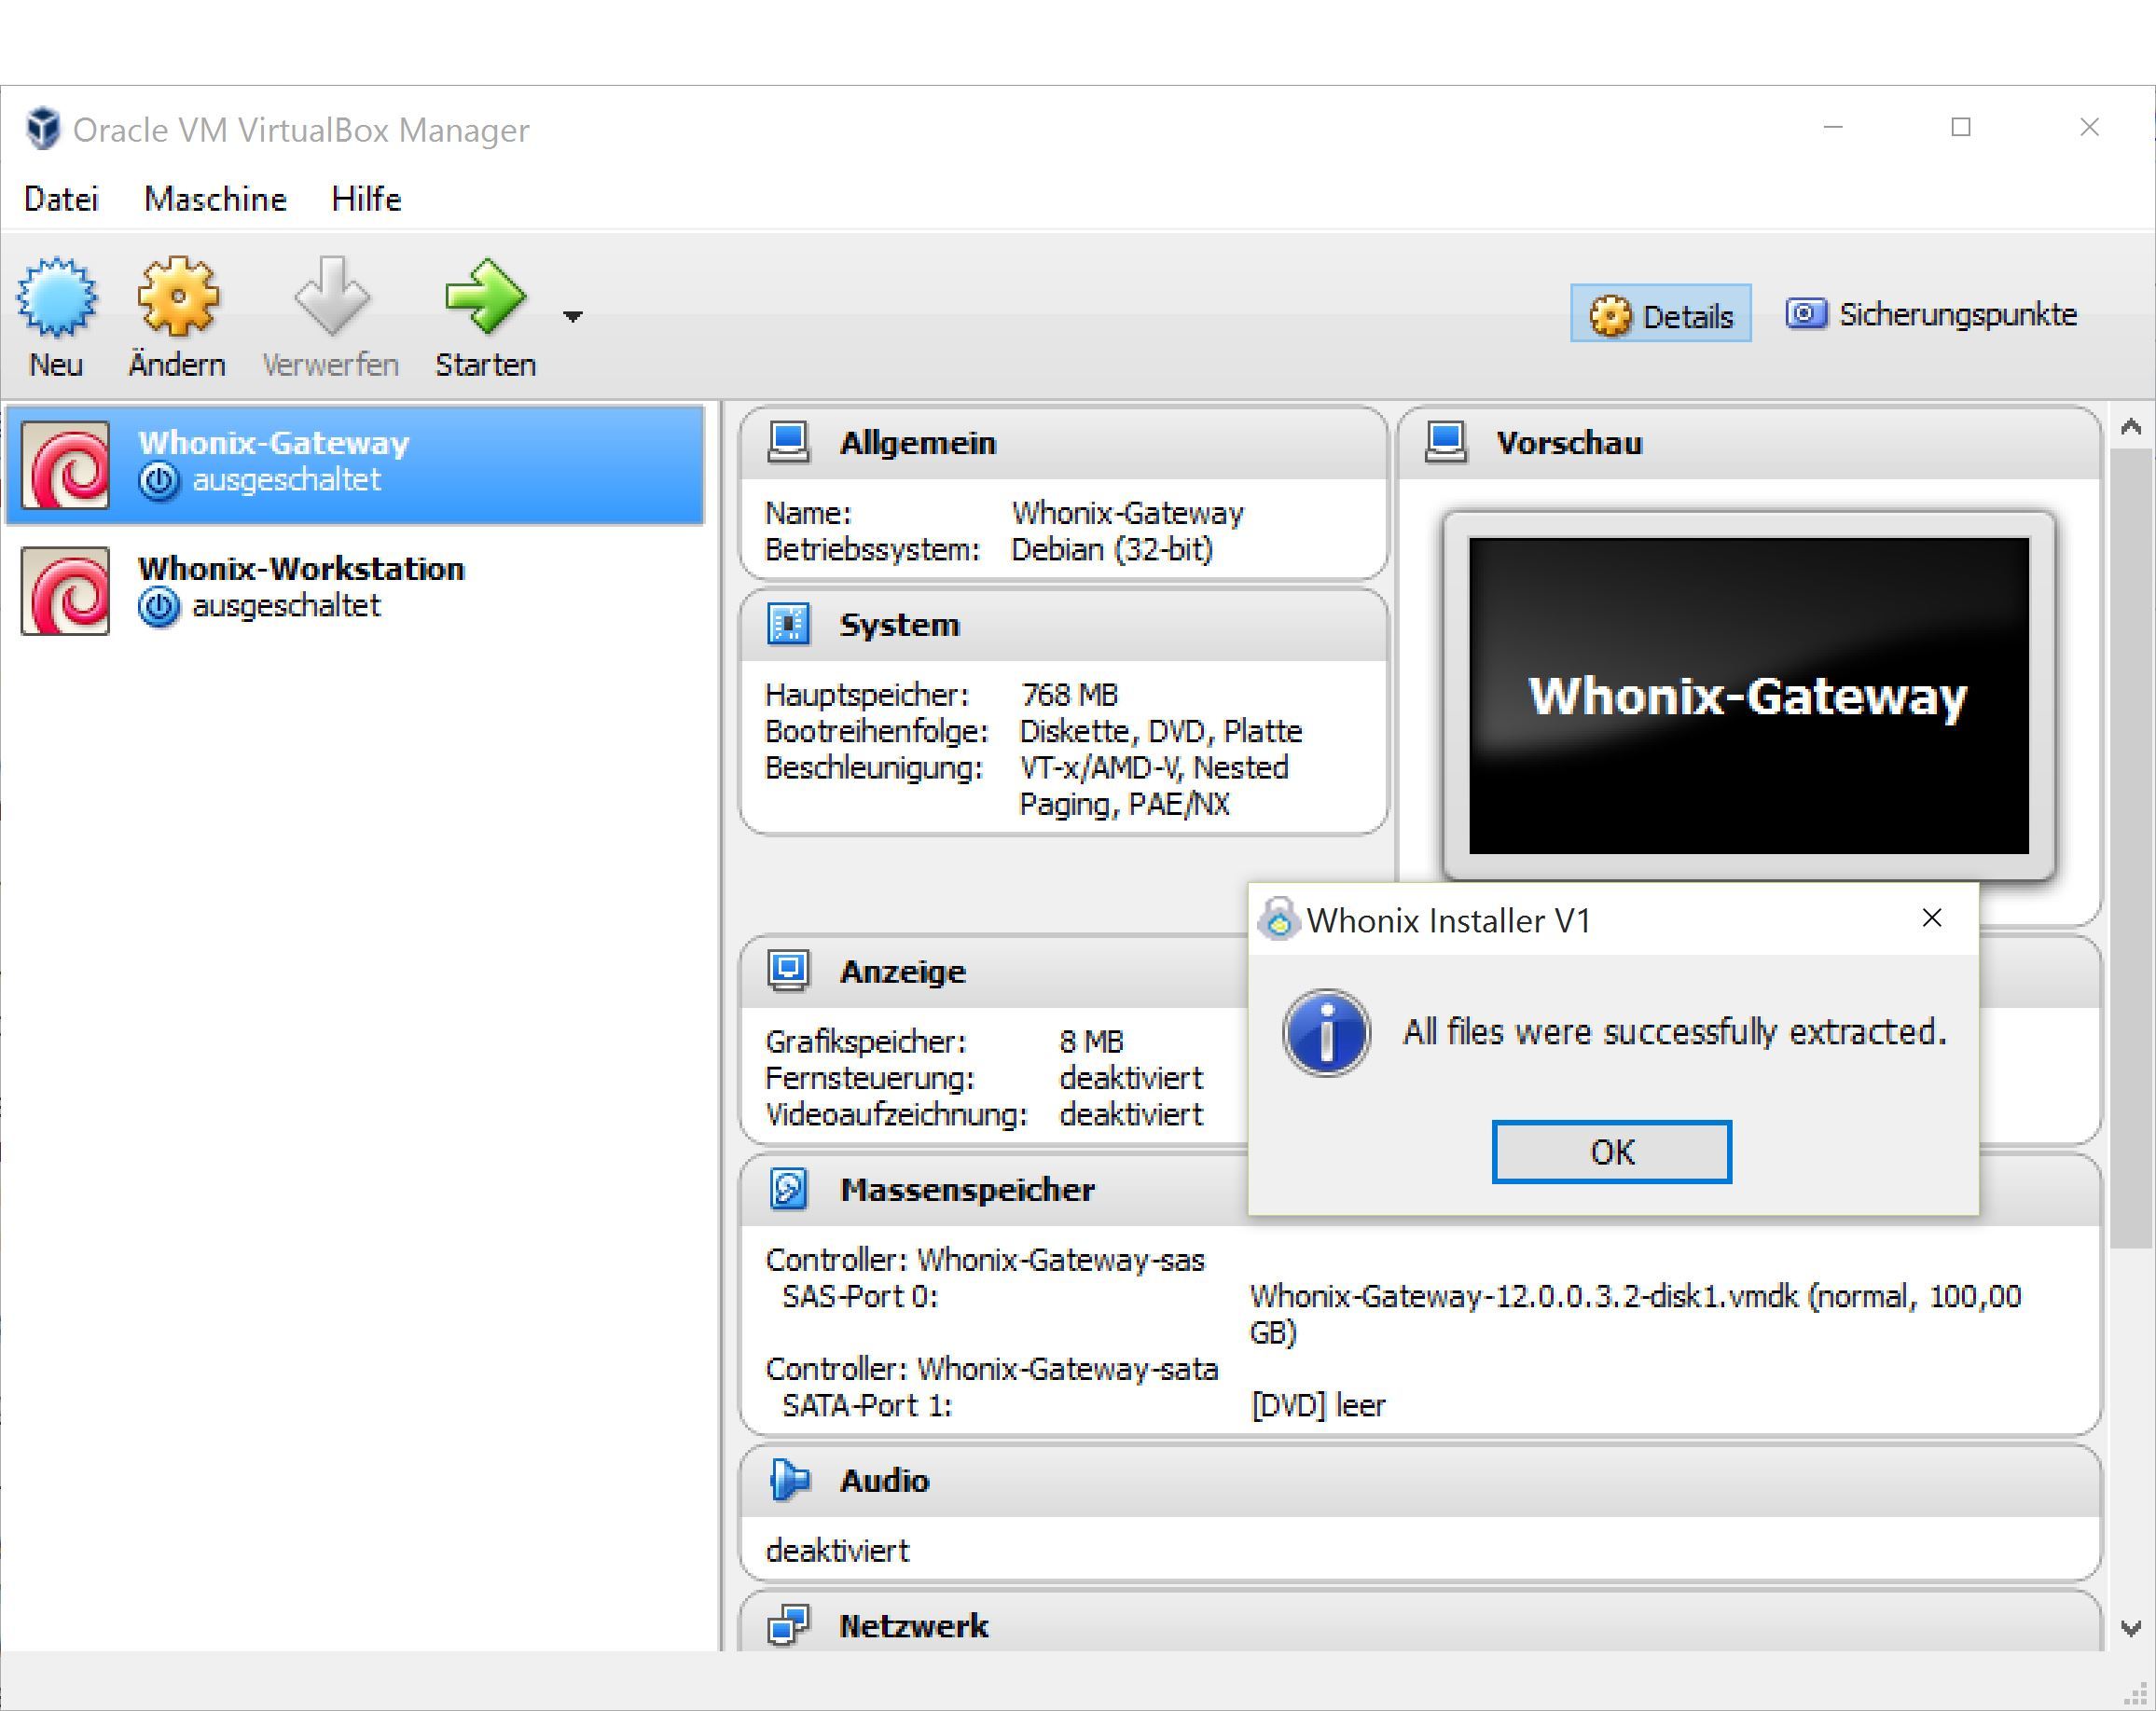 Oracle VM VirtualBox Manager
Datei Maschine Hilfe
Neu Ändern Verwerfen Starten Details Sicherungspunkte
Whonix-Gateway
ausgeschaltet
Whonix-Workstation
ausgeschaltet
Allgemein
Name: Whonix-Gateway
Betriebssystem: Debian (32-bit)
System
Hauptspeicher: 768 MB
Bootreihenfolge: Diskette, DVD, Platte
Beschleunigung: VT-x/AMD-V, Nested
Paging, PAE/NX
Vorschau
Whonix-Gateway
Anzeige
Grafikspeicher: 8 MB
Fernsteuerung: deaktiviert
Videoaufzeichnung: deaktiviert
Whonix Installer V1
All files were successfully extracted.
OK
Massenspeicher
Controller: Whonix-Gateway-sas
SAS-Port 0: Whonix-Gateway-12.0.0.3.2-disk1.vmdk (normal, 100,00
GB)
Controller: Whonix-Gateway-sata
SATA-Port 1: [DVD] leer
Audio
deaktiviert
Netzwerk